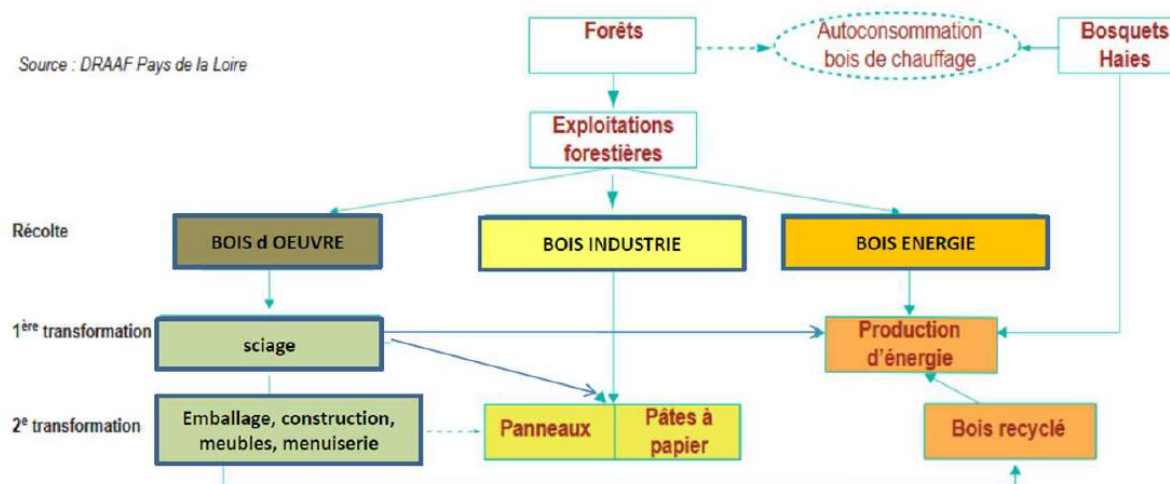 Source : DRAAF Pays de la Loire
Forêts
Autoconsommation
bois de chauffage
Bosquets
Haies
Exploitations
forestières
Récolte
BOIS d OEUVRE
BOIS INDUSTRIE
BOIS ENERGIE
1ère transformation
sciage
Production
d'énergie
2e transformation
Emballage, construction,
meubles, menuiserie
Panneaux
Pâtes à
papier
Bois recyclé